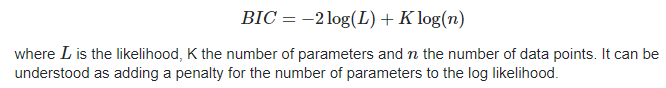 BIC = −2 log(L) + K log(n)
where L is the likelihood, K the number of parameters and n the number of data points. It can be
understood as adding a penalty for the number of parameters to the log likelihood.